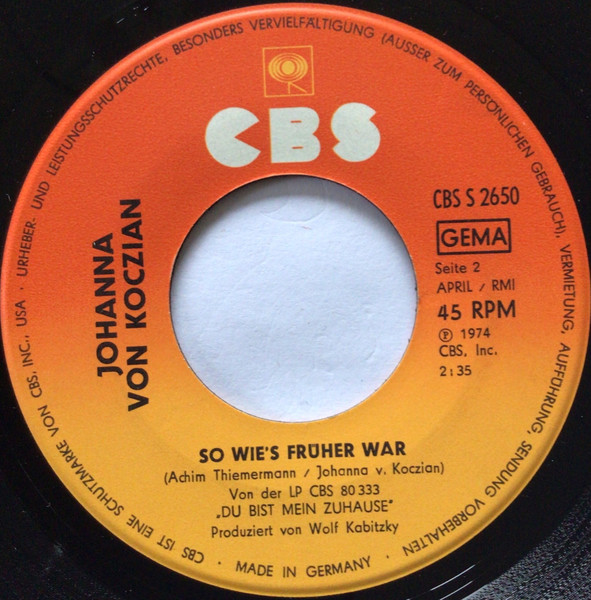 CBS
JOHANNA
VON KOCZIAN
CBS S 2650
GEMA
Seite 2
APRIL / RMI
45 RPM
℗ 1974
CBS, Inc.
2:35
SO WIE'S FRÜHER WAR
(Achim Thiemermann / Johanna v. Koczian)
Von der LP CBS 80 333
„DU BIST MEIN ZUHAUSE"
Produziert von Wolf Kabitzky
CBS IST EINE SCHUTZMARKE VON CBS, INC., USA • URHEBER- UND LEISTUNGSSCHUTZRECHTE, BESONDERS VERVIELFÄLTIGUNG (AUSSER ZUM PERSÖNLICHEN GEBRAUCH), VERMIETUNG, AUFFÜHRUNG, SENDUNG VORBEHALTEN • MADE IN GERMANY •